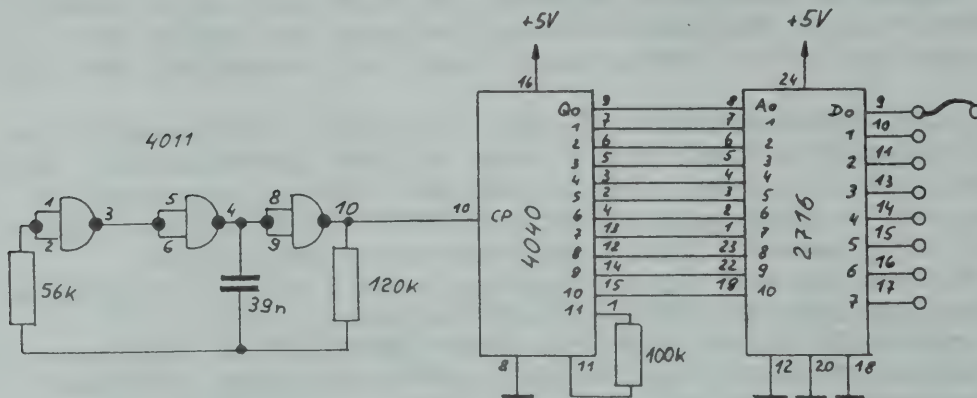 +5V +5V
16 24
4011
Q0 9 8 A0 D0 9
1 7 7 1 1 10
2 6 6 2 2 11
3 5 5 3 3 13
4 3 4 4 4 14
5 2 3 5 5 15
6 4 2 6 6 16
7 13 1 7 7 17
8 12 23 8
9 14 22 9
10 15 19 10
11 1
1 2 3 5 6 4 8 9 10 10 CP
4040 2716
56k 39n 120k 100k
8 11 12 20 18